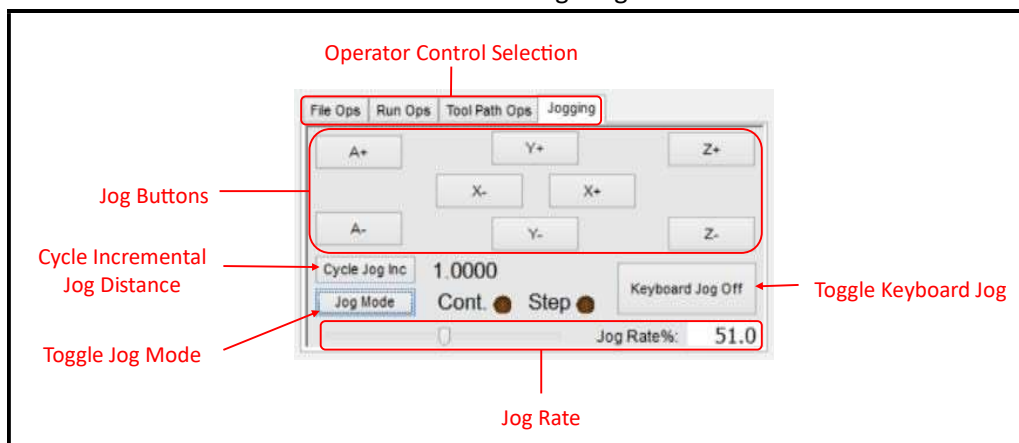 Operator Control Selection
File Ops Run Ops Tool Path Ops Jogging
A+ Y+ Z+
Jog Buttons
X- X+
A- Y- Z-
Cycle Incremental
Jog Distance
Cycle Jog Inc 1.0000
Keyboard Jog Off
Toggle Keyboard Jog
Jog Mode Cont. Step
Toggle Jog Mode
Jog Rate%: 51.0
Jog Rate